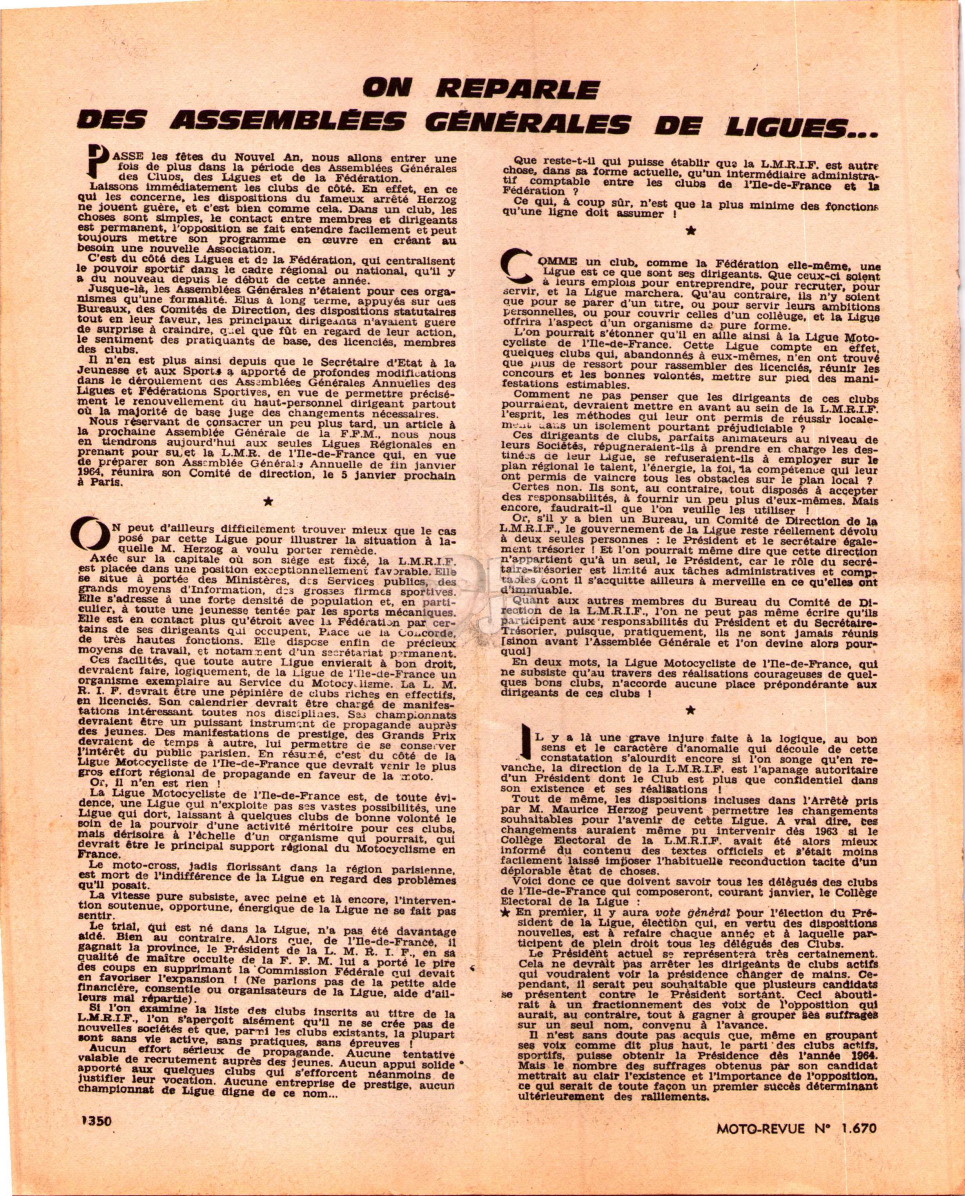 ON REPARLE
DES ASSEMBLÉES GÉNÉRALES DE LIGUES...
PASSE les fêtes du Nouvel An, nous allons entrer une
fois de plus dans la période des Assemblées Générales
des Clubs, des Ligues et de la Fédération.
Laissons immédiatement les clubs de côté. En effet, en ce
qui les concerne, les dispositions du fameux arrêté Herzog
ne jouent guère, et c'est bien comme cela. Dans un club, les
choses sont simples, le contact entre membres et dirigeants
est permanent, l'opposition se fait entendre facilement et peut
toujours mettre son programme en œuvre en créant au
besoin une nouvelle Association.
C'est du côté des Ligues et de la Fédération, qui centralisent
le pouvoir sportif dans le cadre régional ou national, qu'il y
a du nouveau depuis le début de cette année.
Jusque-là, les Assemblées Générales n'étaient pour ces orga-
nismes qu'une formalité. Elus à long terme, appuyés sur des
Bureaux, des Comités de Direction, des dispositions statutaires
tout en leur faveur, les principaux dirigeants n'avaient guère
de surprise à craindre, quel que fût en regard de leur action,
le sentiment des pratiquants de base, des licenciés, membres
des clubs.
Il n'en est plus ainsi depuis que le Secrétaire d'Etat à la
Jeunesse et aux Sports a apporté de profondes modifications
dans le déroulement des Assemblées Générales Annuelles des
Ligues et Fédérations Sportives, en vue de permettre précisé-
ment le renouvellement du haut-personnel dirigeant partout
où la majorité de base juge des changements nécessaires.
Nous réservant de consacrer un peu plus tard, un article à
la prochaine Assemblée Générale de la F.F.M., nous nous
en tiendrons aujourd'hui aux seules Ligues Régionales en
prenant pour sujet la L.M.R. de l'Ile-de-France qui, en vue
de préparer son Assemblée Générale Annuelle de fin janvier
1964, réunira son Comité de direction, le 5 janvier prochain
à Paris.
★
ON peut d'ailleurs difficilement trouver mieux que le cas
posé par cette Ligue pour illustrer la situation à la-
quelle M. Herzog a voulu porter remède.
Axée sur la capitale où son siège est fixé, la L.M.R.I.F.
est placée dans une position exceptionnellement favorable. Elle
se situe à portée des Ministères, des Services publics, des
grands moyens d'Information, des grosses firmes sportives.
Elle s'adresse à une forte densité de population et, en parti-
culier, à toute une jeunesse tentée par les sports mécaniques.
Elle est en contact plus qu'étroit avec la Fédération par cer-
tains de ses dirigeants qui occupent, Place de la Concorde,
de très hautes fonctions. Elle dispose enfin de précieux
moyens de travail, et notamment d'un secrétariat permanent.
Ces facilités, que toute autre Ligue envierait à bon droit,
devraient faire, logiquement, de la Ligue de l'Ile-de-France un
organisme exemplaire au Service du Motocyclisme. La L. M.
R. I. F. devrait être une pépinière de clubs riches en effectifs,
en licenciés. Son calendrier devrait être chargé de manifes-
tations intéressant toutes nos disciplines. Ses championnats
devraient être un puissant instrument de propagande auprès
des jeunes. Des manifestations de prestige, des Grands Prix
devraient de temps à autre, lui permettre de se conserver
l'intérêt du public parisien. En résumé, c'est du côté de la
Ligue Motocycliste de l'Ile-de-France que devrait venir le plus
gros effort régional de propagande en faveur de la moto.
Or, il n'en est rien !
La Ligue Motocycliste de l'Ile-de-France est, de toute évi-
dence, une Ligue qui n'exploite pas ses vastes possibilités, une
Ligue qui dort, laissant à quelques clubs de bonne volonté le
soin de la pourvoir d'une activité méritoire pour ces clubs,
mais dérisoire à l'échelle d'un organisme qui pourrait, qui
devrait être le principal support régional du Motocyclisme en
France.
Le moto-cross, jadis florissant dans la région parisienne,
est mort de l'indifférence de la Ligue en regard des problèmes
qu'il posait.
La vitesse pure subsiste, avec peine et là encore, l'interven-
tion soutenue, opportune, énergique de la Ligue ne se fait pas
sentir.
Le trial, qui est né dans la Ligue, n'a pas été davantage
aidé. Bien au contraire. Alors que, de l'Ile-de-France, il
gagnait la province, le Président de la L. M. R. I. F., en sa
qualité de maître occulte de la F. F. M. lui a porté le pire
des coups en supprimant la Commission Fédérale qui devait
en favoriser l'expansion ! (Ne parlons pas de la petite aide
financière, consentie ou organisateurs de la Ligue, aide d'ail-
leurs mal répartie).
Si l'on examine la liste des clubs inscrits au titre de la
L.M.R.I.F., l'on s'aperçoit aisément qu'il ne se crée pas de
nouvelles sociétés et que, parmi les clubs existants, la plupart
sont sans vie active, sans pratiques, sans épreuves !
Aucun effort sérieux de propagande. Aucune tentative
valable de recrutement auprès des jeunes. Aucun appui solide
apporté aux quelques clubs qui s'efforcent néanmoins de
justifier leur vocation. Aucune entreprise de prestige, aucun
championnat de Ligue digne de ce nom...
Que reste-t-il qui puisse établir que la L.M.R.I.F. est autre
chose, dans sa forme actuelle, qu'un intermédiaire administra-
tif comptable entre les clubs de l'Ile-de-France et la
Fédération ?
Ce qui, à coup sûr, n'est que la plus minime des fonctions
qu'une ligne doit assumer !
★
COMME un club, comme la Fédération elle-même, une
Ligue est ce que sont ses dirigeants. Que ceux-ci soient
à leurs emplois pour entreprendre, pour recruter, pour
servir, et la Ligue marchera. Qu'au contraire, ils n'y soient
que pour se parer d'un titre, ou pour servir leurs ambitions
personnelles, ou pour couvrir celles d'un collègue, et la Ligue
offrira l'aspect d'un organisme de pure forme.
L'on pourrait s'étonner qu'il en aille ainsi à la Ligue Moto-
cycliste de l'Ile-de-France. Cette Ligue compte en effet,
quelques clubs qui, abandonnés à eux-mêmes, n'en ont trouvé
que plus de ressort pour rassembler des licenciés, réunir les
concours et les bonnes volontés, mettre sur pied des mani-
festations estimables.
Comment ne pas penser que les dirigeants de ces clubs
pourraient, devraient mettre en avant au sein de la L.M.R.I.F.
l'esprit, les méthodes qui leur ont permis de réussir locale-
ment dans un isolement pourtant préjudiciable ?
Ces dirigeants de clubs, parfaits animateurs au niveau de
leurs Sociétés, répugneraient-ils à prendre en charge les des-
tinées de leur Ligue, se refuseraient-ils à employer sur le
plan régional le talent, l'énergie, la foi, la compétence qui leur
ont permis de vaincre tous les obstacles sur le plan local ?
Certes non. Ils sont, au contraire, tout disposés à accepter
des responsabilités, à fournir un peu plus d'eux-mêmes. Mais
encore, faudrait-il que l'on veuille les utiliser !
Or, s'il y a bien un Bureau, un Comité de Direction de la
L.M.R.I.F., le gouvernement de la Ligue reste réellement dévolu
à deux seules personnes : le président et le secrétaire égale-
ment trésorier ! Et l'on pourrait même dire que cette direction
n'appartient qu'à un seul, le Président, car le rôle du secré-
taire-trésorier est limité aux tâches administratives et comp-
tables dont il s'acquitte ailleurs à merveille en ce qu'elles ont
d'immuable.
Quant aux autres membres du Bureau du Comité de Di-
rection de la L.M.R.I.F., l'on ne peut pas même écrire qu'ils
participent aux responsabilités du Président et du Secrétaire-
Trésorier, puisque, pratiquement, ils ne sont jamais réunis
[sinon avant l'Assemblée Générale et l'on devine alors pour-
quoi]
En deux mots, la Ligue Motocycliste de l'Ile-de-France, qui
ne subsiste qu'au travers des réalisations courageuses de quel-
ques bons clubs, n'accorde aucune place prépondérante aux
dirigeants de ces clubs !
★
IL y a là une grave injure faite à la logique, au bon
sens et le caractère d'anomalie qui découle de cette
constatation s'alourdit encore si l'on songe qu'en re-
vanche, la direction de la L.M.R.I.F. est l'apanage autoritaire
d'un Président dont le Club est plus que confidentiel dans
son existence et ses réalisations !
Tout de même, les dispositions incluses dans l'Arrêté pris
par M. Maurice Herzog peuvent permettre les changements
souhaitables pour l'avenir de cette Ligue. A vrai dire, ces
changements auraient même pu intervenir dès 1963 si le
Collège Electoral de la L.M.R.I.F. avait été alors mieux
informé du contenu des textes officiels et s'était moins
facilement laissé imposer l'habituelle reconduction tacite d'un
déplorable état de choses.
Voici donc ce que doivent savoir tous les délégués des clubs
de l'Ile-de-France qui composeront, courant janvier, le Collège
Electoral de la Ligue :
★ En premier, il y aura vote général pour l'élection du Pré-
sident de la Ligue, élection qui, en vertu des dispositions
nouvelles, est à refaire chaque année et à laquelle par-
ticipent de plein droit tous les délégués des Clubs.
Le Président actuel se représentera très certainement.
Cela ne devrait pas arrêter les dirigeants de clubs actifs
qui voudraient voir la présidence changer de mains. Ce-
pendant, il serait peu souhaitable que plusieurs candidats
se présentent contre le Président sortant. Ceci abouti-
rait à un fractionnement des voix de l'opposition qui
aurait, au contraire, tout à gagner à grouper ses suffrages
sur un seul nom, convenu à l'avance.
Il n'est sans doute pas acquis que, même en groupant
ses voix comme dit plus haut, le parti des clubs actifs,
sportifs, puisse obtenir la Présidence dès l'année 1964.
Mais le nombre des suffrages obtenus par son candidat
mettrait au clair l'existence et l'importance de l'opposition,
ce qui serait de toute façon un premier succès déterminant
ultérieurement des ralliements.
1350
MOTO-REVUE N° 1.670